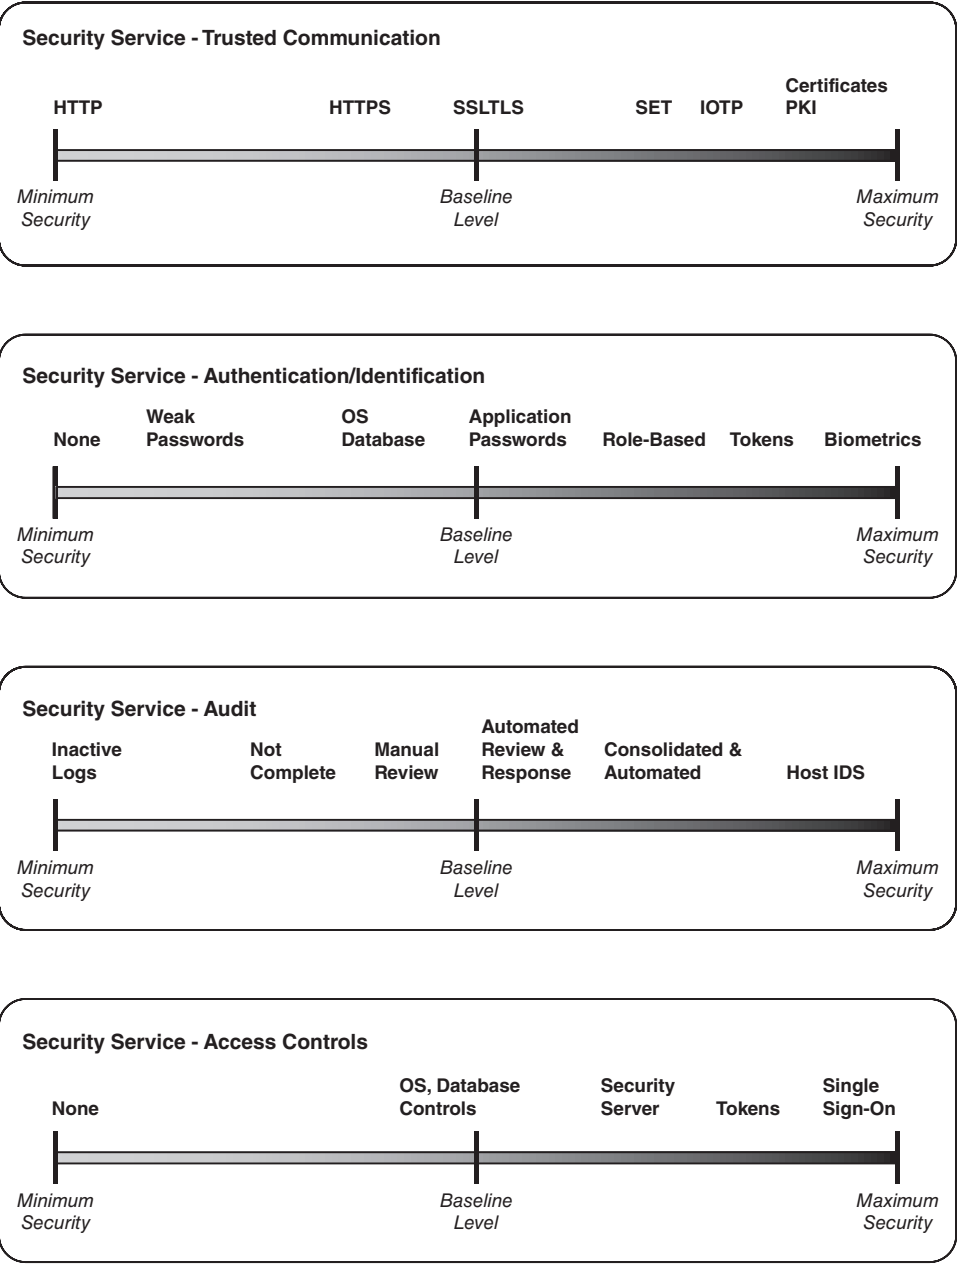 Security Service - Trusted Communication
Certificates
HTTP HTTPS SSLTLS SET IOTP PKI
Minimum Baseline Maximum
Security Level Security
Security Service - Authentication/Identification
Weak OS Application
None Passwords Database Passwords Role-Based Tokens Biometrics
Minimum Baseline Maximum
Security Level Security
Security Service - Audit
Automated
Inactive Not Manual Review & Consolidated &
Logs Complete Review Response Automated Host IDS
Minimum Baseline Maximum
Security Level Security
Security Service - Access Controls
OS, Database Security Single
None Controls Server Tokens Sign-On
Minimum Baseline Maximum
Security Level Security